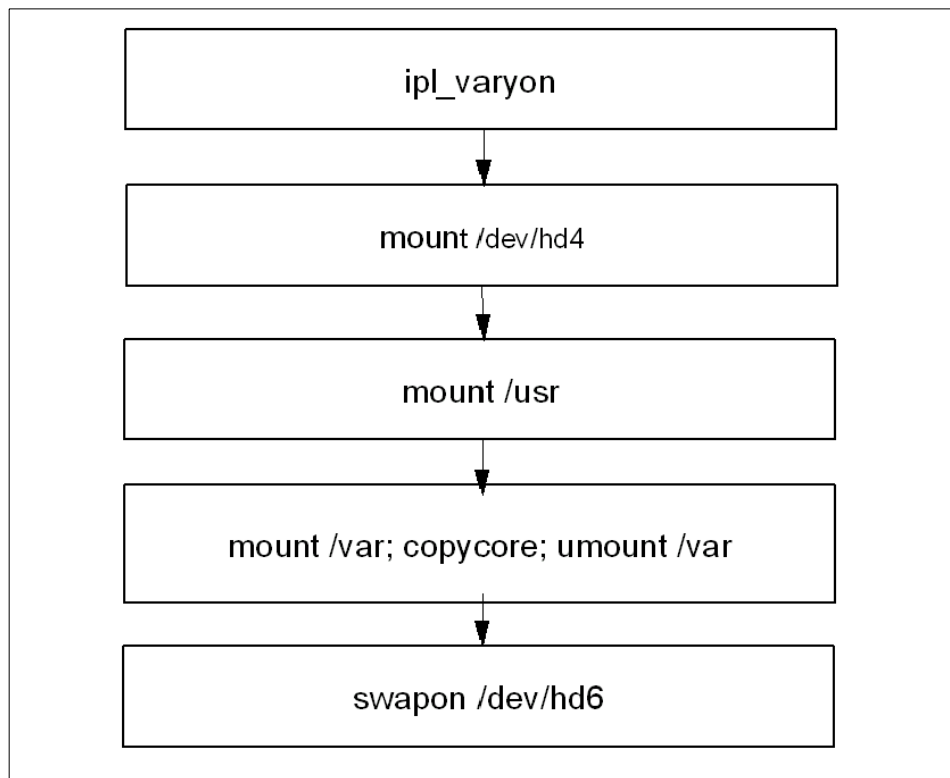 ipl_varyon
mount /dev/hd4
mount /usr
mount /var; copycore; umount /var
swapon /dev/hd6